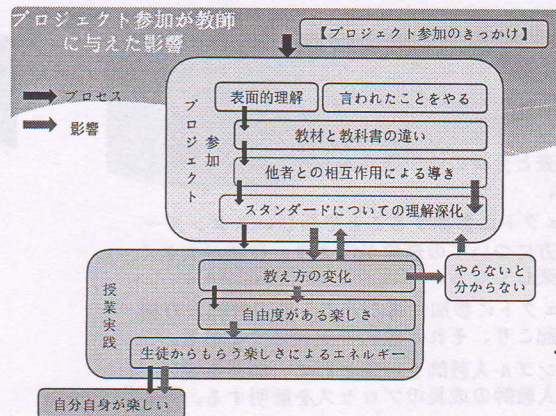 プロジェクト参加が教師
に与えた影響
【プロジェクト参加のきっかけ】
プロセス
影響
プロジェクト
参加
表面的理解
言われたことをやる
教材と教科書の違い
他者との相互作用による導き
スタンダードについての理解深化
授業実践
教え方の変化
やらないと
分からない
自由度がある楽しさ
生徒からもらう楽しさによるエネルギー
自分自身が楽しい